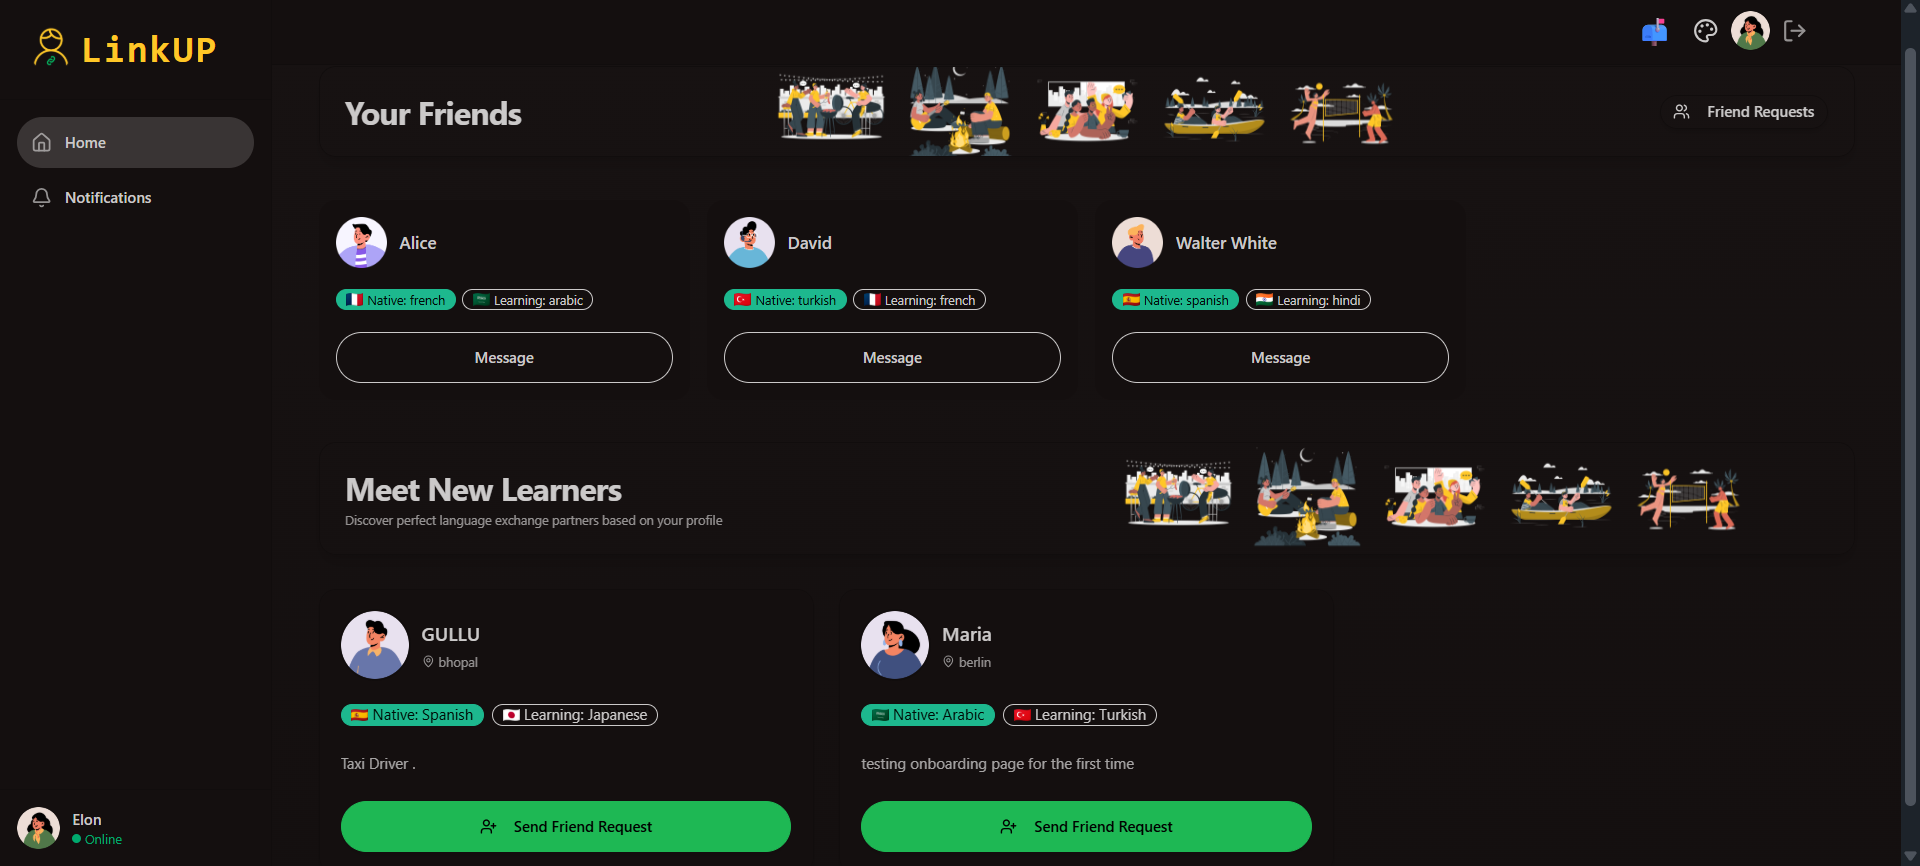 LinkUP
Home
Notifications
Your Friends
Friend Requests
Alice
Native: french
Learning: arabic
Message
David
Native: turkish
Learning: french
Message
Walter White
Native: spanish
Learning: hindi
Message
Meet New Learners
Discover perfect language exchange partners based on your profile
GULLU
bhopal
Native: Spanish
Learning: Japanese
Taxi Driver .
Send Friend Request
Maria
berlin
Native: Arabic
Learning: Turkish
testing onboarding page for the first time
Send Friend Request
Elon
Online